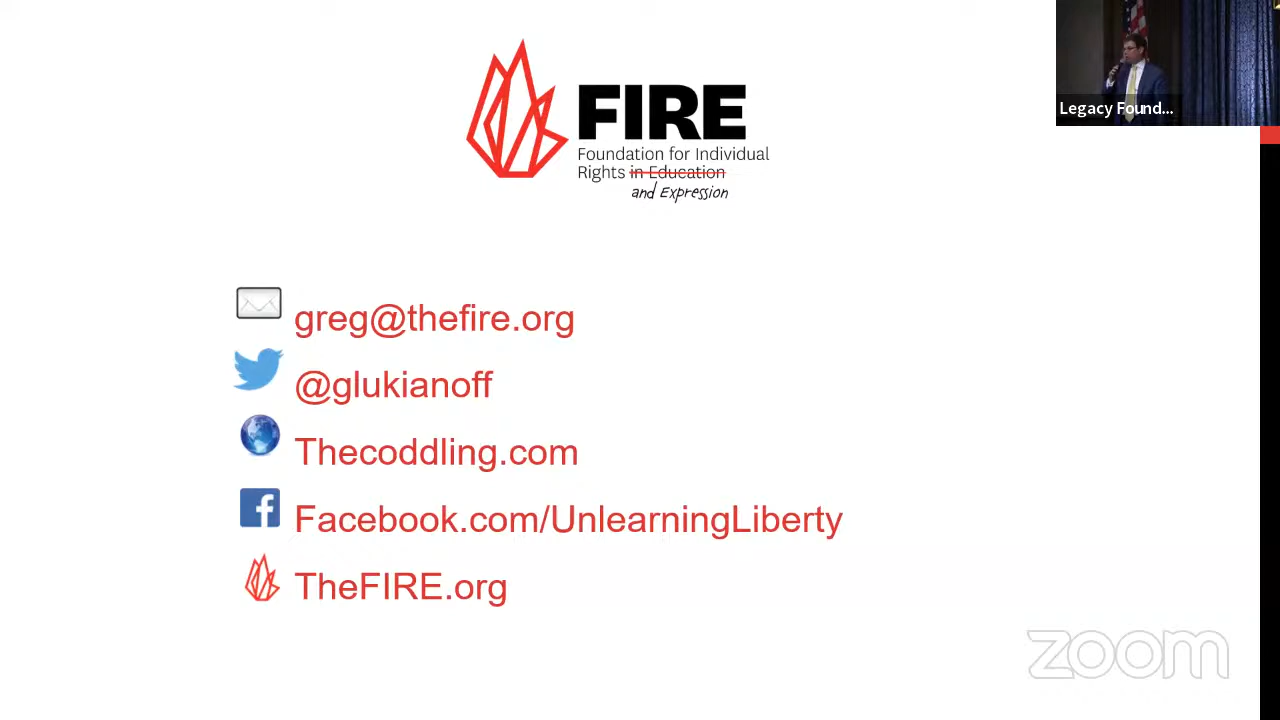 Legacy Found...
FIRE
Foundation for Individual
Rights in Education
and Expression
greg@thefire.org
@glukianoff
Thecoddling.com
Facebook.com/UnlearningLiberty
TheFIRE.org
zoom